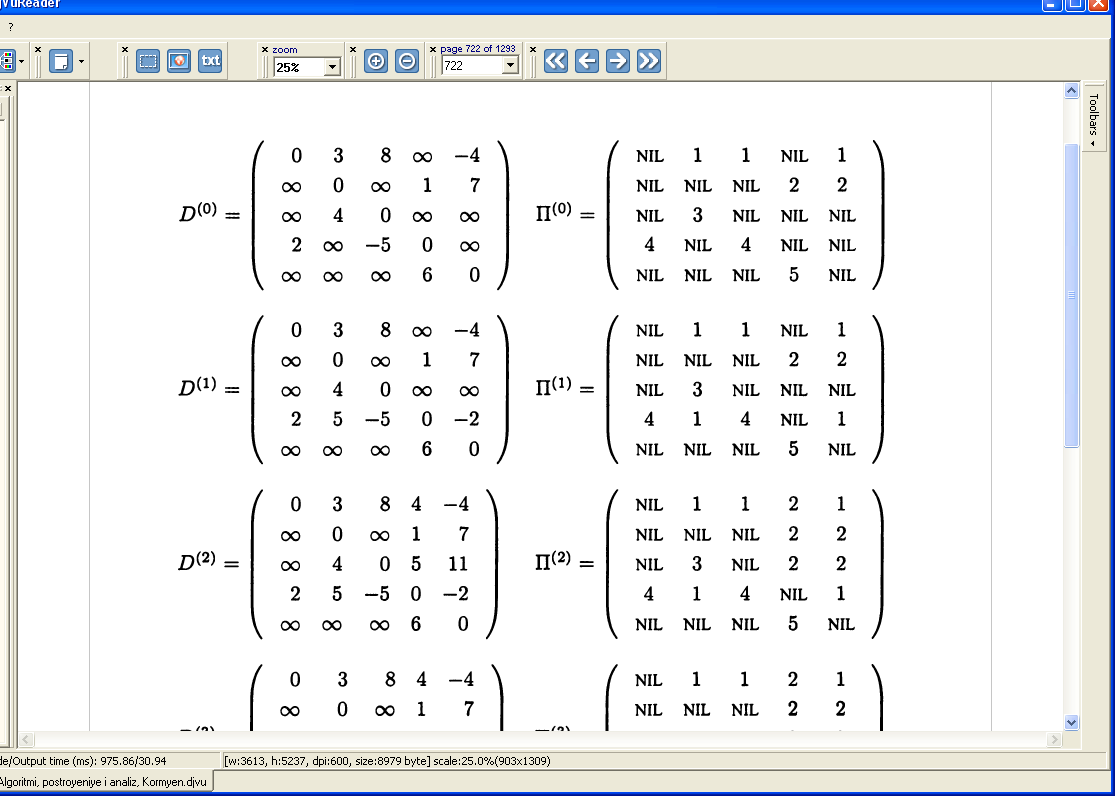 djVuReader
?
zoom
page 722 of 1293
txt
25%
722
Toolbars
0 3 8 ∞ −4 NIL 1 1 NIL 1
∞ 0 ∞ 1 7 NIL NIL NIL 2 2
D(0) = ∞ 4 0 ∞ ∞ Π(0) = NIL 3 NIL NIL NIL
2 ∞ −5 0 ∞ 4 NIL 4 NIL NIL
∞ ∞ ∞ 6 0 NIL NIL NIL 5 NIL
0 3 8 ∞ −4 NIL 1 1 NIL 1
∞ 0 ∞ 1 7 NIL NIL NIL 2 2
D(1) = ∞ 4 0 ∞ ∞ Π(1) = NIL 3 NIL NIL NIL
2 5 −5 0 −2 4 1 4 NIL 1
∞ ∞ ∞ 6 0 NIL NIL NIL 5 NIL
0 3 8 4 −4 NIL 1 1 2 1
∞ 0 ∞ 1 7 NIL NIL NIL 2 2
D(2) = ∞ 4 0 5 11 Π(2) = NIL 3 NIL 2 2
2 5 −5 0 −2 4 1 4 NIL 1
∞ ∞ ∞ 6 0 NIL NIL NIL 5 NIL
0 3 8 4 −4 NIL 1 1 2 1
∞ 0 ∞ 1 7 NIL NIL NIL 2 2
de/Output time (ms): 975.86/30.94 [w:3613, h:5237, dpi:600, size:8979 byte] scale:25.0%(903x1309)
Algoritmi, postroyeniye i analiz, Kormyen.djvu